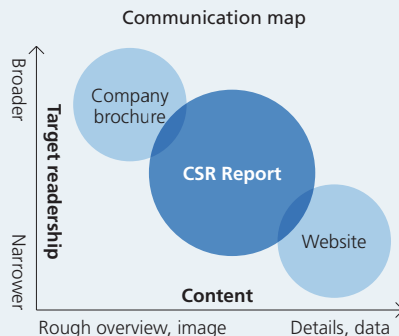 Communication map
Broader
Target readership
Narrower
Company
brochure
CSR Report
Website
Content
Rough overview, image
Details, data